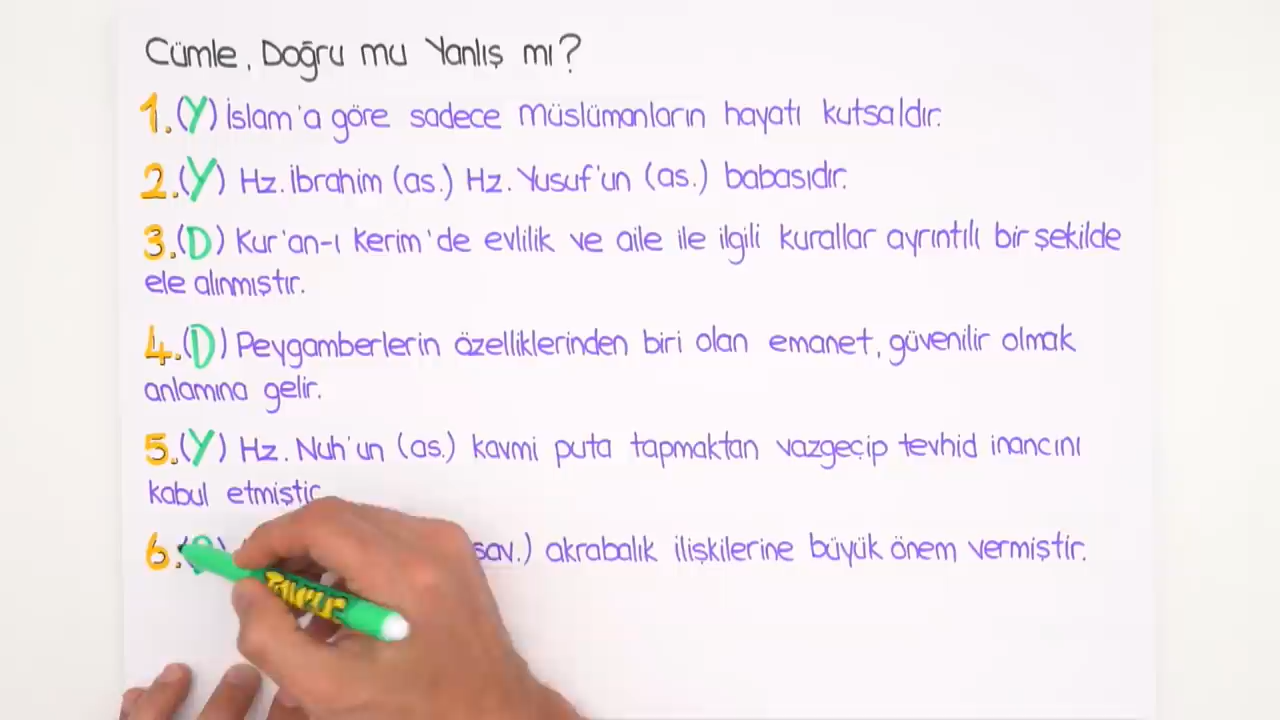 Cümle, Doğru mu Yanlış mı?
1.(Y) İslam'a göre sadece müslümanların hayatı kutsaldır.
2.(Y) Hz. İbrahim (as.) Hz. Yusuf'un (as.) babasıdır.
3.(D) Kur'an-ı Kerim'de evlilik ve aile ile ilgili kurallar ayrıntılı bir şekilde
ele alınmıştır.
4.(D) Peygamberlerin özelliklerinden biri olan emanet, güvenilir olmak
anlamına gelir.
5.(Y) Hz. Nuh'un (as.) kavmi puta tapmaktan vazgeçip tevhid inancını
kabul etmiştir
6. sav.) akrabalık ilişkilerine büyük önem vermiştir.